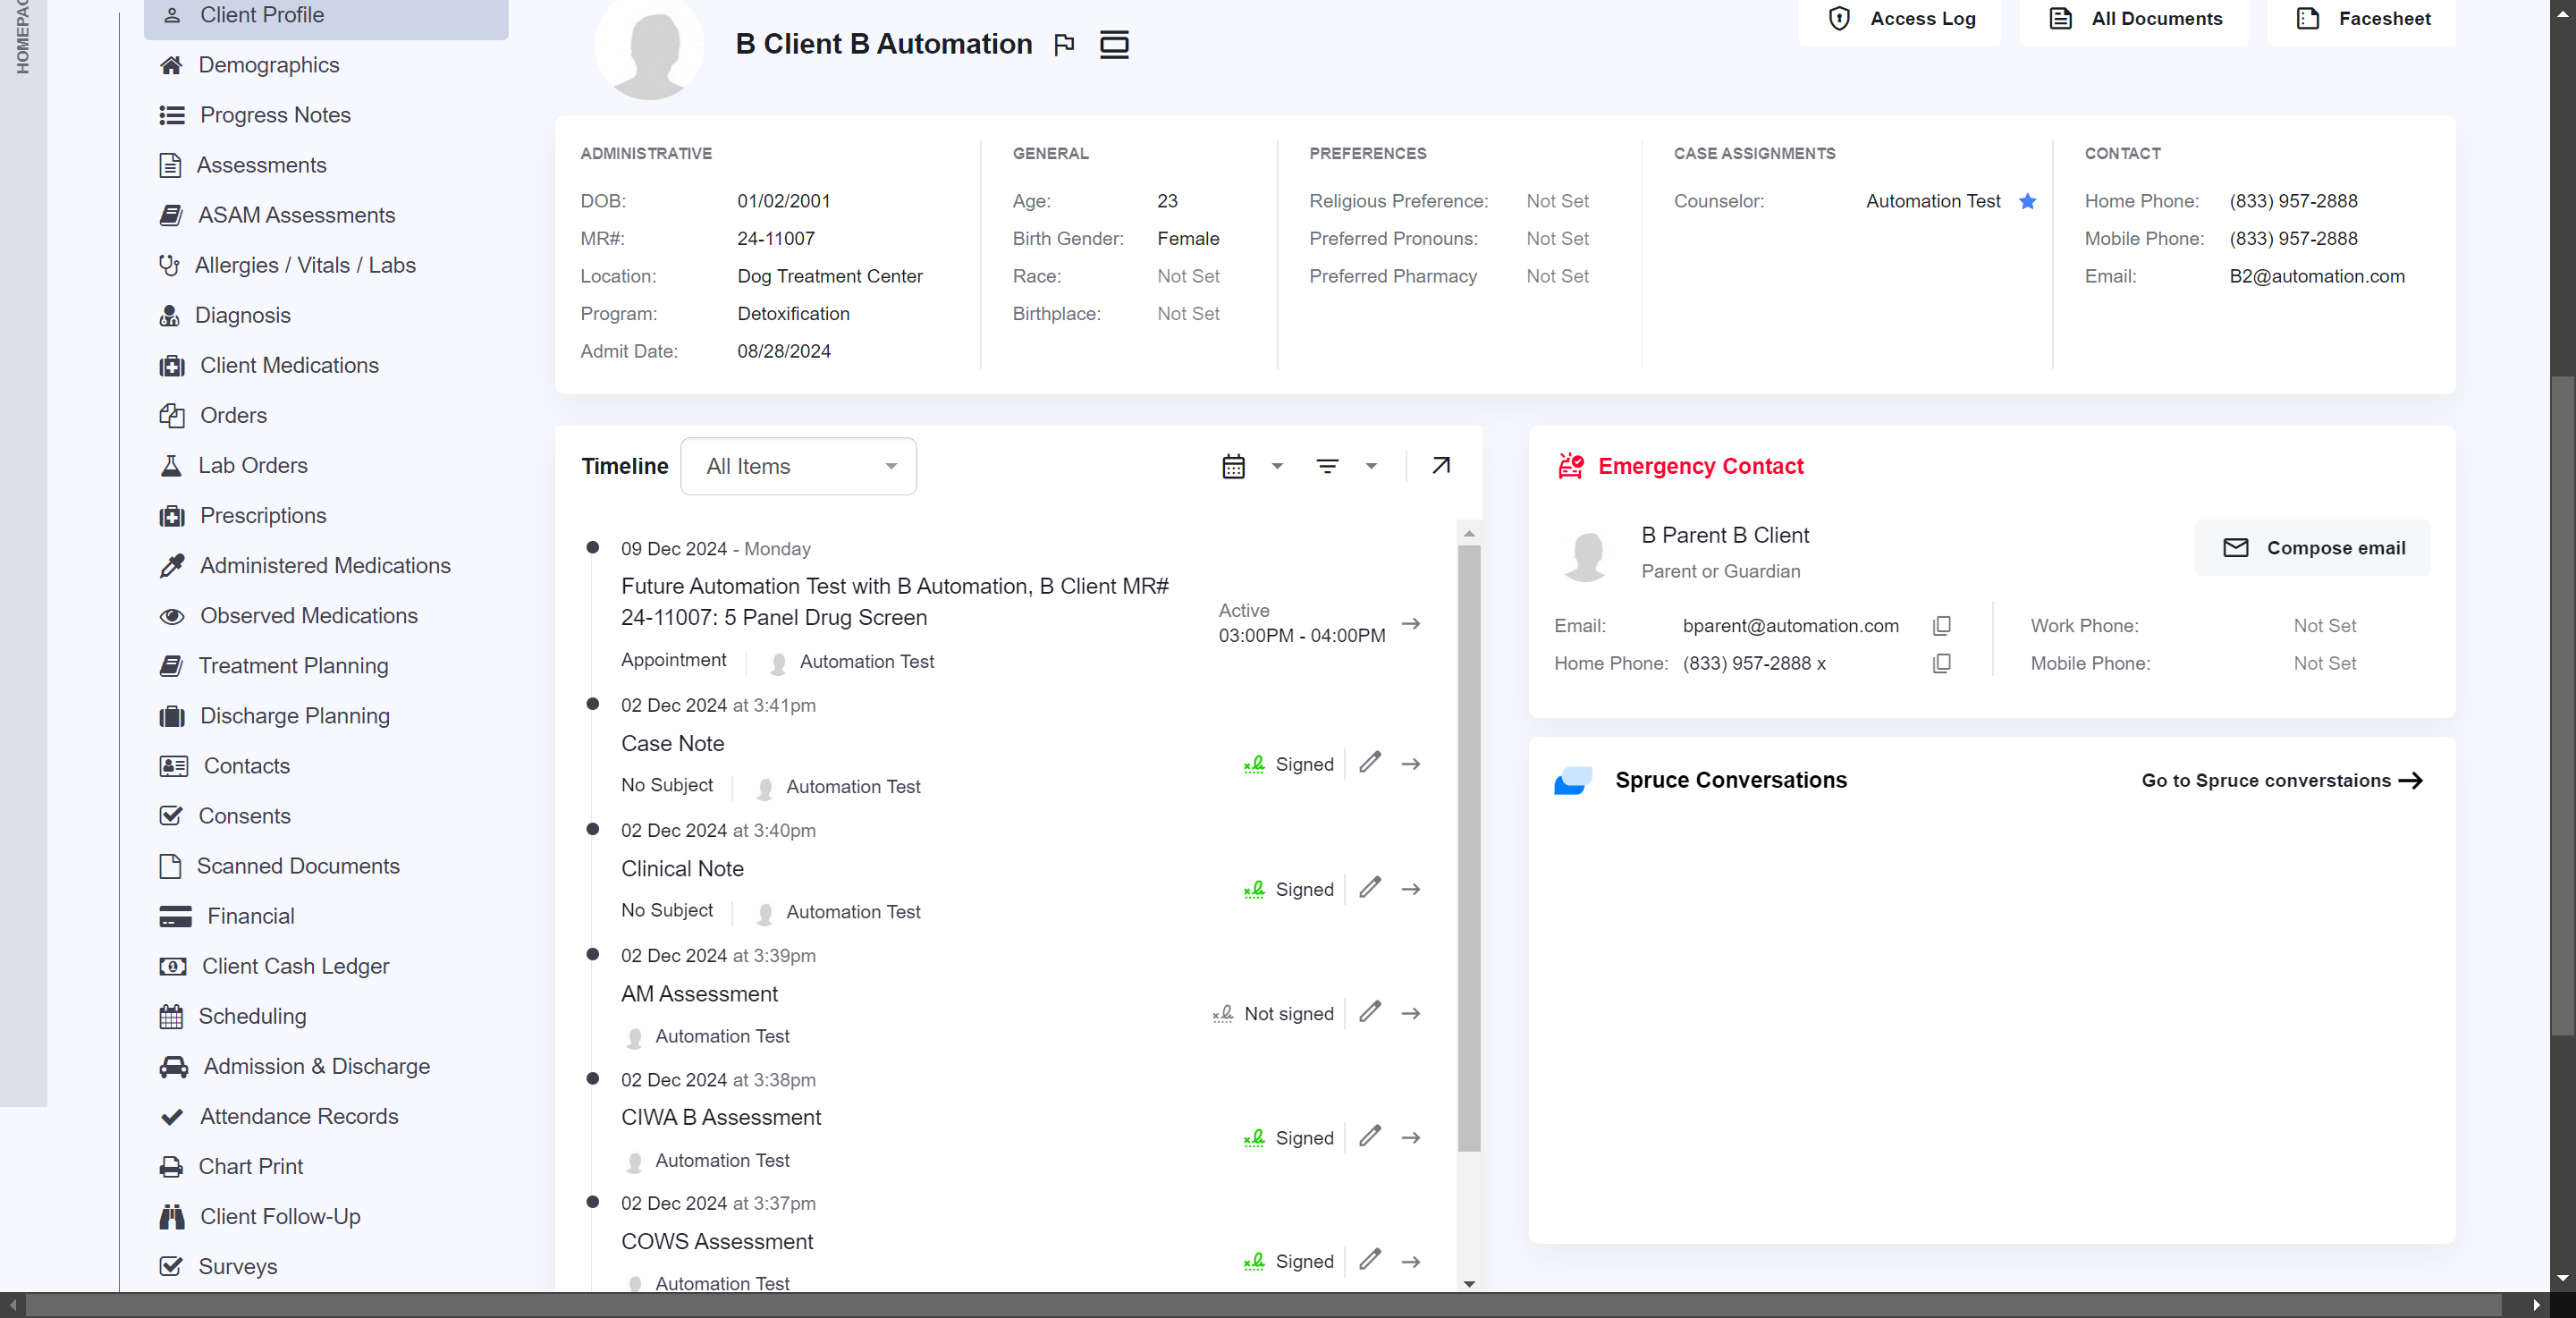 HOMEPAG
Client Profile
Demographics
Progress Notes
Assessments
ASAM Assessments
Allergies / Vitals / Labs
Diagnosis
Client Medications
Orders
Lab Orders
Prescriptions
Administered Medications
Observed Medications
Treatment Planning
Discharge Planning
Contacts
Consents
Scanned Documents
Financial
Client Cash Ledger
Scheduling
Admission & Discharge
Attendance Records
Chart Print
Client Follow-Up
Surveys
B Client B Automation
Access Log
All Documents
Facesheet
ADMINISTRATIVE
DOB: 01/02/2001
MR#: 24-11007
Location: Dog Treatment Center
Program: Detoxification
Admit Date: 08/28/2024
GENERAL
Age: 23
Birth Gender: Female
Race: Not Set
Birthplace: Not Set
PREFERENCES
Religious Preference: Not Set
Preferred Pronouns: Not Set
Preferred Pharmacy Not Set
CASE ASSIGNMENTS
Counselor: Automation Test
CONTACT
Home Phone: (833) 957-2888
Mobile Phone: (833) 957-2888
Email: B2@automation.com
Timeline All Items
09 Dec 2024 - Monday
Future Automation Test with B Automation, B Client MR#
24-11007: 5 Panel Drug Screen
Active
03:00PM - 04:00PM
Appointment Automation Test
02 Dec 2024 at 3:41pm
Case Note
Signed
No Subject Automation Test
02 Dec 2024 at 3:40pm
Clinical Note
Signed
No Subject Automation Test
02 Dec 2024 at 3:39pm
AM Assessment
Not signed
Automation Test
02 Dec 2024 at 3:38pm
CIWA B Assessment
Signed
Automation Test
02 Dec 2024 at 3:37pm
COWS Assessment
Signed
Automation Test
Emergency Contact
B Parent B Client
Parent or Guardian
Compose email
Email: bparent@automation.com
Home Phone: (833) 957-2888 x
Work Phone: Not Set
Mobile Phone: Not Set
Spruce Conversations
Go to Spruce converstaions